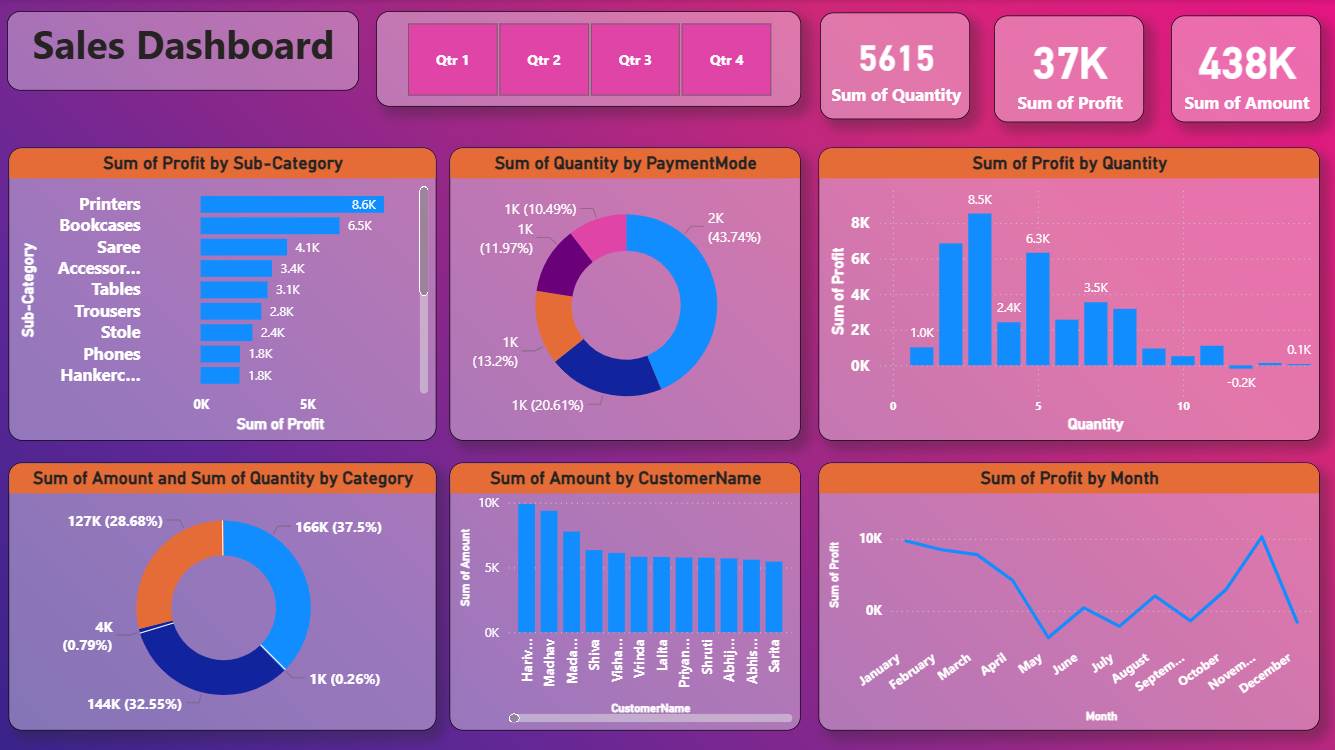 Sales Dashboard
Qtr 1
Qtr 2
Qtr 3
Qtr 4
5615
Sum of Quantity
37K
Sum of Profit
438K
Sum of Amount
Sum of Profit by Sub-Category
Sub-Category
Printers
8.6K
Bookcases
6.5K
Saree
4.1K
Accessor...
3.4K
Tables
3.1K
Trousers
2.8K
Stole
2.4K
Phones
1.8K
Hankerc...
1.8K
0K
5K
Sum of Profit
Sum of Quantity by PaymentMode
1K (10.49%)
2K
(43.74%)
1K
(11.97%)
1K
(13.2%)
1K (20.61%)
Sum of Profit by Quantity
Sum of Profit
8K
6K
4K
2K
0K
1.0K
8.5K
2.4K
6.3K
3.5K
-0.2K
0.1K
0
5
10
Quantity
Sum of Amount and Sum of Quantity by Category
127K (28.68%)
166K (37.5%)
4K
(0.79%)
1K (0.26%)
144K (32.55%)
Sum of Amount by CustomerName
Sum of Amount
10K
5K
0K
Hariv...
Madhav
Mada...
Shiva
Visha...
Vrinda
Lalita
Priyan...
Shruti
Abhij...
Abhis...
Sarita
CustomerName
Sum of Profit by Month
Sum of Profit
10K
0K
January
February
March
April
May
June
July
August
Septem...
October
Novem...
December
Month